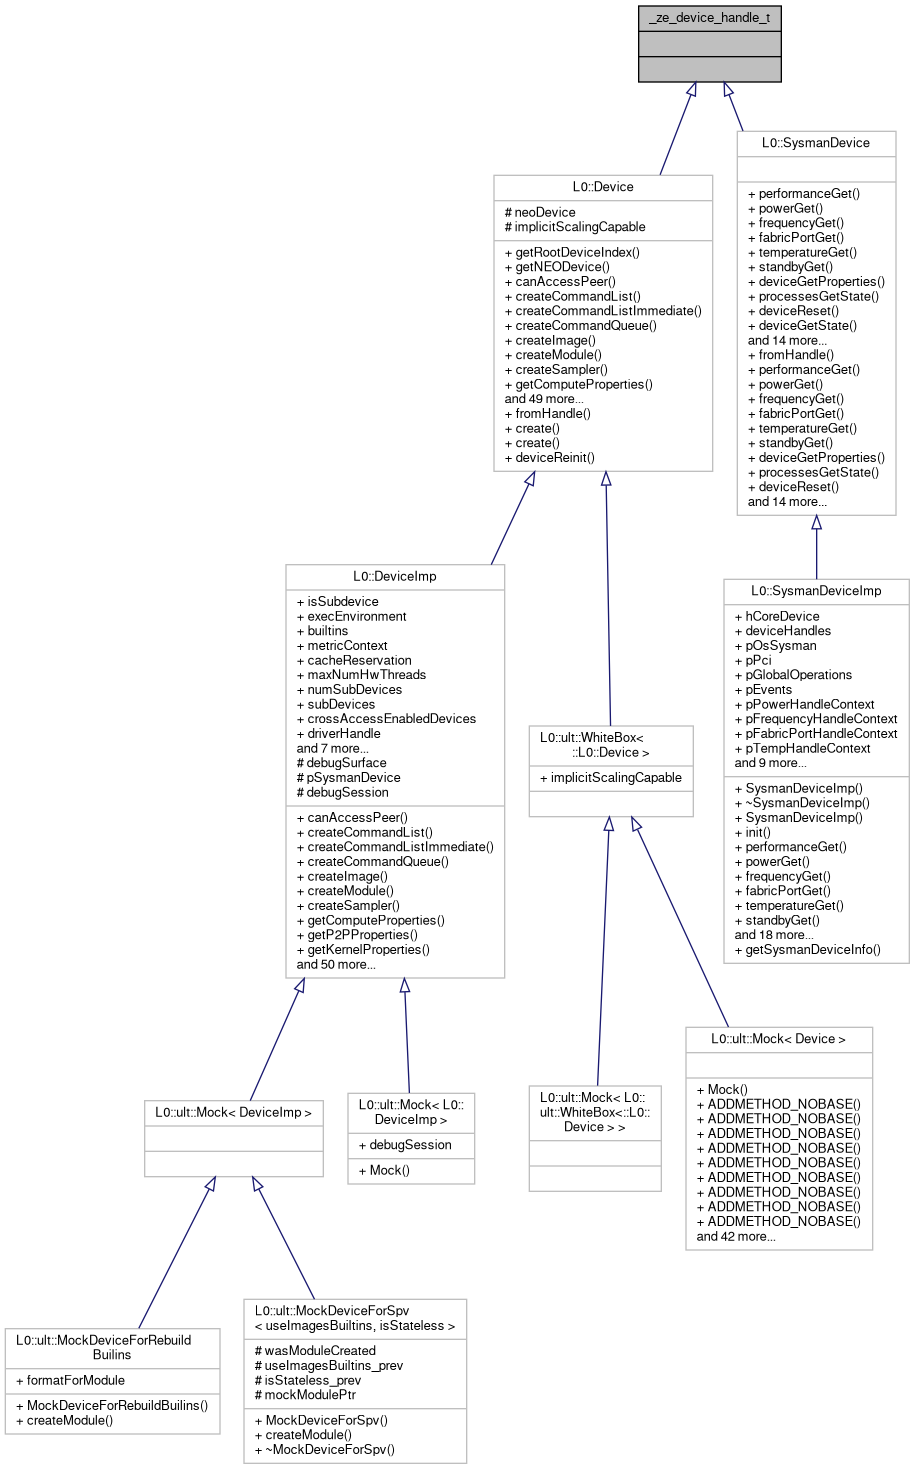 _ze_device_handle_t
L0::SysmanDevice
+ performanceGet()
+ powerGet()
+ frequencyGet()
+ fabricPortGet()
+ temperatureGet()
+ standbyGet()
+ deviceGetProperties()
+ processesGetState()
+ deviceReset()
+ deviceGetState()
and 14 more...
+ fromHandle()
+ performanceGet()
+ powerGet()
+ frequencyGet()
+ fabricPortGet()
+ temperatureGet()
+ standbyGet()
+ deviceGetProperties()
+ processesGetState()
+ deviceReset()
and 14 more...
L0::Device
# neoDevice
# implicitScalingCapable
+ getRootDeviceIndex()
+ getNEODevice()
+ canAccessPeer()
+ createCommandList()
+ createCommandListImmediate()
+ createCommandQueue()
+ createImage()
+ createModule()
+ createSampler()
+ getComputeProperties()
and 49 more...
+ fromHandle()
+ create()
+ create()
+ deviceReinit()
L0::DeviceImp
+ isSubdevice
+ execEnvironment
+ builtins
+ metricContext
+ cacheReservation
+ maxNumHwThreads
+ numSubDevices
+ subDevices
+ crossAccessEnabledDevices
+ driverHandle
and 7 more...
# debugSurface
# pSysmanDevice
# debugSession
+ canAccessPeer()
+ createCommandList()
+ createCommandListImmediate()
+ createCommandQueue()
+ createImage()
+ createModule()
+ createSampler()
+ getComputeProperties()
+ getP2PProperties()
+ getKernelProperties()
and 50 more...
L0::ult::WhiteBox<
::L0::Device >
+ implicitScalingCapable
L0::SysmanDeviceImp
+ hCoreDevice
+ deviceHandles
+ pOsSysman
+ pPci
+ pGlobalOperations
+ pEvents
+ pPowerHandleContext
+ pFrequencyHandleContext
+ pFabricPortHandleContext
+ pTempHandleContext
and 9 more...
+ SysmanDeviceImp()
+ ~SysmanDeviceImp()
+ SysmanDeviceImp()
+ init()
+ performanceGet()
+ powerGet()
+ frequencyGet()
+ fabricPortGet()
+ temperatureGet()
+ standbyGet()
and 18 more...
+ getSysmanDeviceInfo()
L0::ult::Mock< DeviceImp >
L0::ult::Mock< L0::
DeviceImp >
+ debugSession
+ Mock()
L0::ult::Mock< L0::
ult::WhiteBox<::L0::
Device > >
L0::ult::Mock< Device >
+ Mock()
+ ADDMETHOD_NOBASE()
+ ADDMETHOD_NOBASE()
+ ADDMETHOD_NOBASE()
+ ADDMETHOD_NOBASE()
+ ADDMETHOD_NOBASE()
+ ADDMETHOD_NOBASE()
+ ADDMETHOD_NOBASE()
+ ADDMETHOD_NOBASE()
+ ADDMETHOD_NOBASE()
and 42 more...
L0::ult::MockDeviceForRebuild
Builins
+ formatForModule
+ MockDeviceForRebuildBuilins()
+ createModule()
L0::ult::MockDeviceForSpv
< useImagesBuiltins, isStateless >
# wasModuleCreated
# useImagesBuiltins_prev
# isStateless_prev
# mockModulePtr
+ MockDeviceForSpv()
+ createModule()
+ ~MockDeviceForSpv()